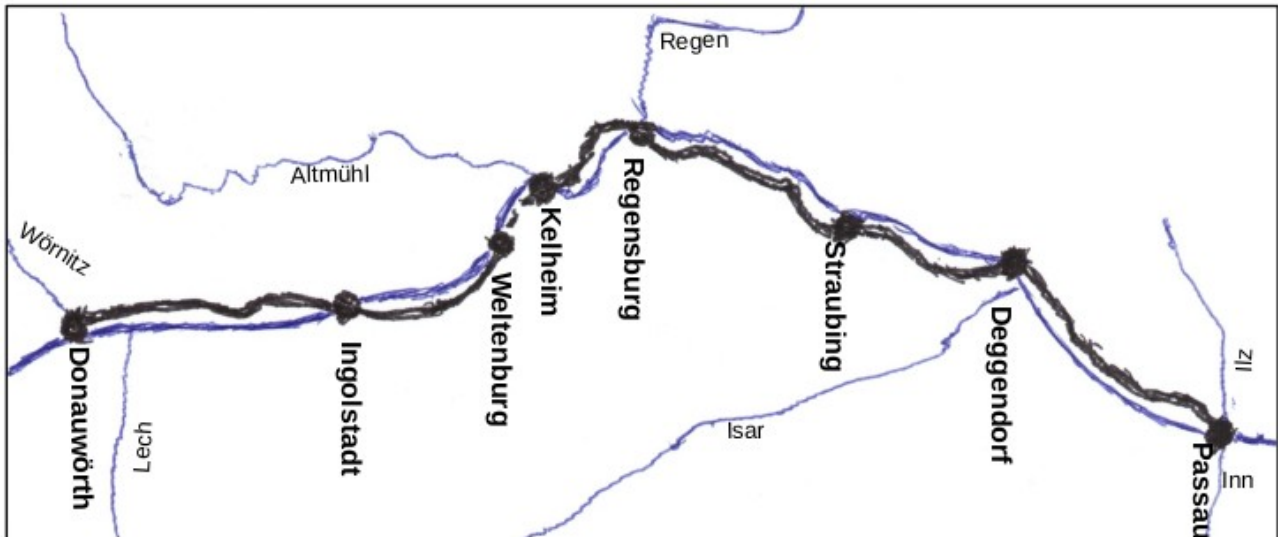 Regen
Altmühl
Wörnitz
Kelheim
Regensburg
Weltenburg
Straubing
Donauwörth
Ingolstadt
Deggendorf
Ilz
Lech
Isar
Passau
Inn